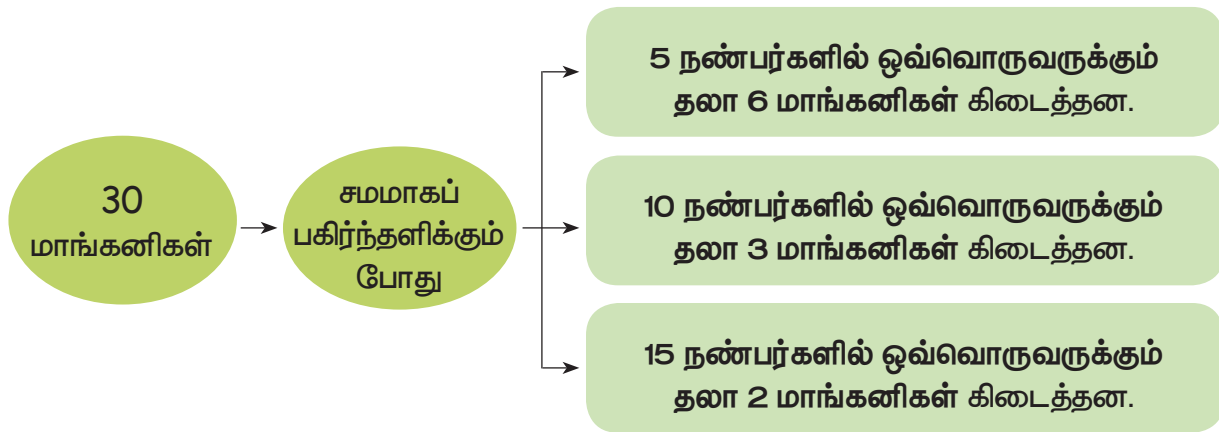 30
மாங்கனிகள்
சமமாகப்
பகிர்ந்தளிக்கும்
போது
5 நண்பர்களில் ஒவ்வொருவருக்கும்
தலா 6 மாங்கனிகள் கிடைத்தன.
10 நண்பர்களில் ஒவ்வொருவருக்கும்
தலா 3 மாங்கனிகள் கிடைத்தன.
15 நண்பர்களில் ஒவ்வொருவருக்கும்
தலா 2 மாங்கனிகள் கிடைத்தன.